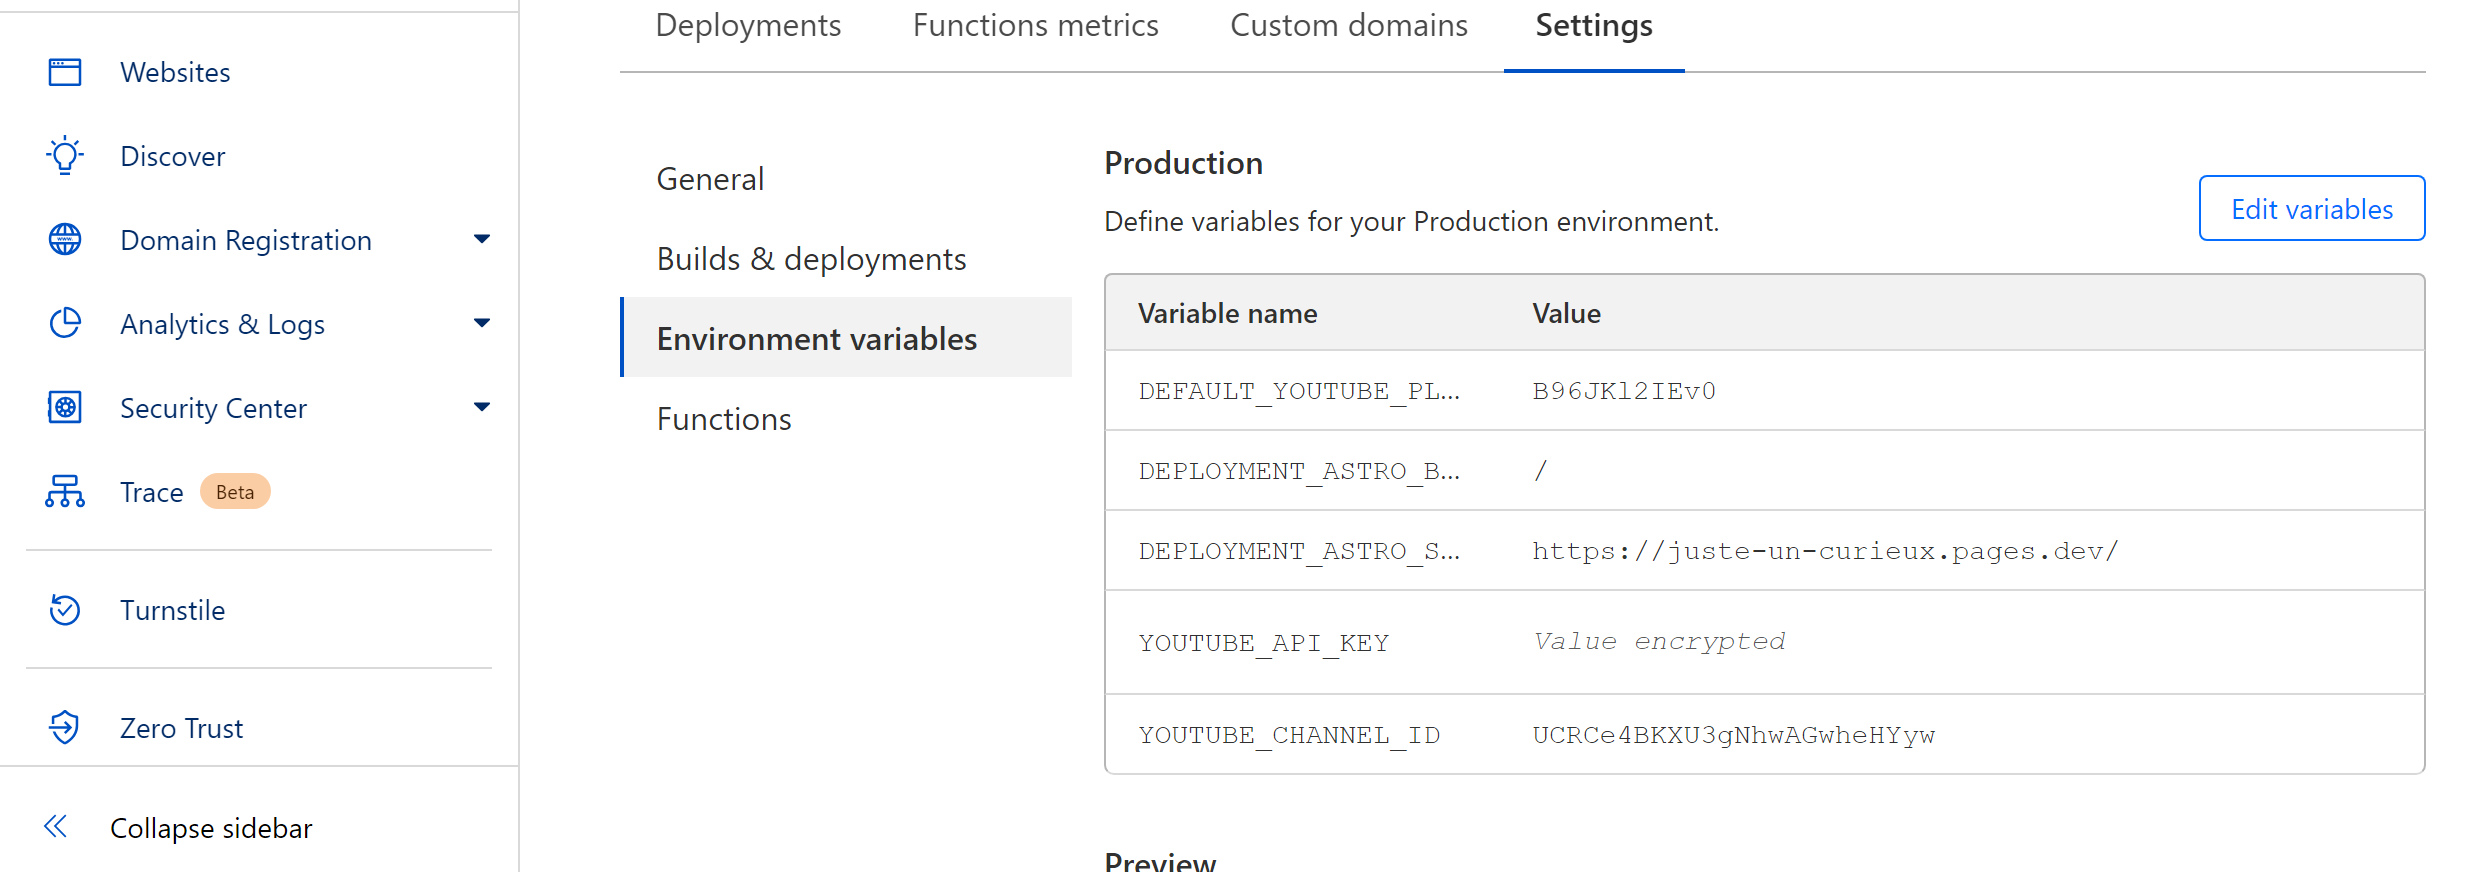 Deployments Functions metrics Custom domains Settings
Websites
Discover
Domain Registration
Analytics & Logs
Security Center
Trace Beta
Turnstile
Zero Trust
Collapse sidebar
General
Builds & deployments
Environment variables
Functions
Production
Define variables for your Production environment.
Edit variables
Variable name Value
DEFAULT_YOUTUBE_PL... B96JKl2IEv0
DEPLOYMENT_ASTRO_B... /
DEPLOYMENT_ASTRO_S... https://juste-un-curieux.pages.dev/
YOUTUBE_API_KEY Value encrypted
YOUTUBE_CHANNEL_ID UCRCe4BKXU3gNhwAGwheHYyw
Preview